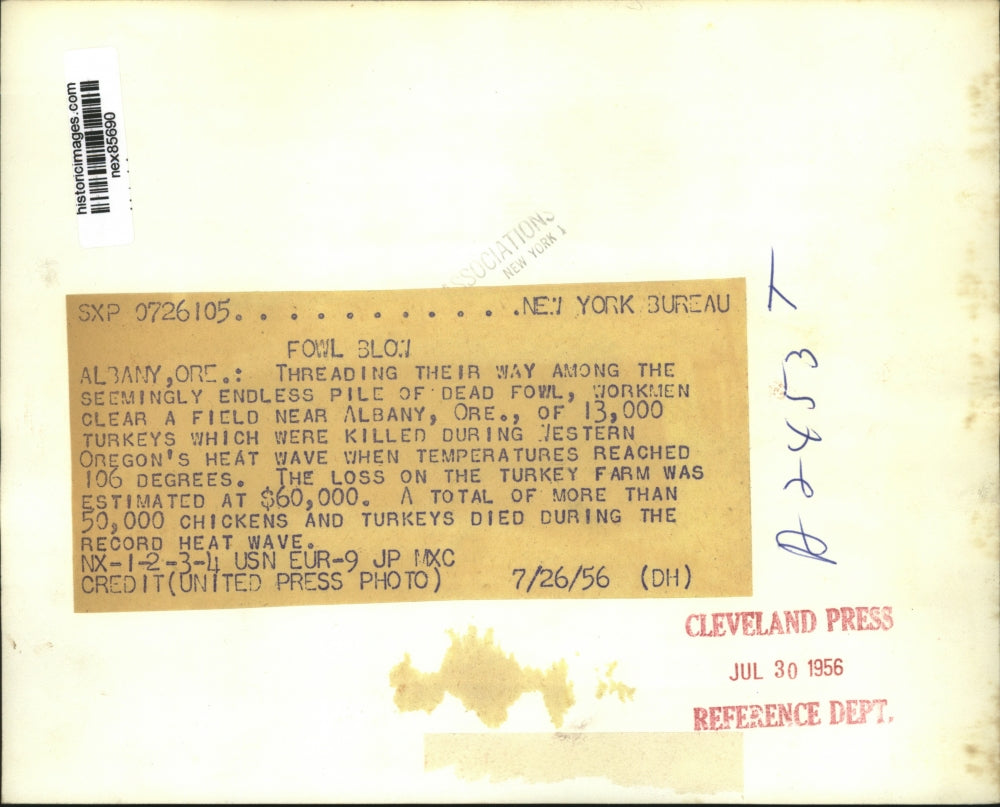 historicimages.com
nex85690
ASSOCIATIONS
NEW YORK 1
SXP 0726105. . . . . . . . . . . .NEW YORK BUREAU
FOWL BLOW
ALBANY,ORE.: THREADING THEIR WAY AMONG THE
SEEMINGLY ENDLESS PILE OF DEAD FOWL, WORKMEN
CLEAR A FIELD NEAR ALBANY, ORE., OF 13,000
TURKEYS WHICH WERE KILLED DURING WESTERN
OREGON'S HEAT WAVE WHEN TEMPERATURES REACHED
106 DEGREES. THE LOSS ON THE TURKEY FARM WAS
ESTIMATED AT $60,000. A TOTAL OF MORE THAN
50,000 CHICKENS AND TURKEYS DIED DURING THE
RECORD HEAT WAVE.
NX-1-2-3-4 USN EUR-9 JP MXC
CREDIT(UNITED PRESS PHOTO) 7/26/56 (DH)
A-2453 T
CLEVELAND PRESS
JUL 30 1956
REFERENCE DEPT.